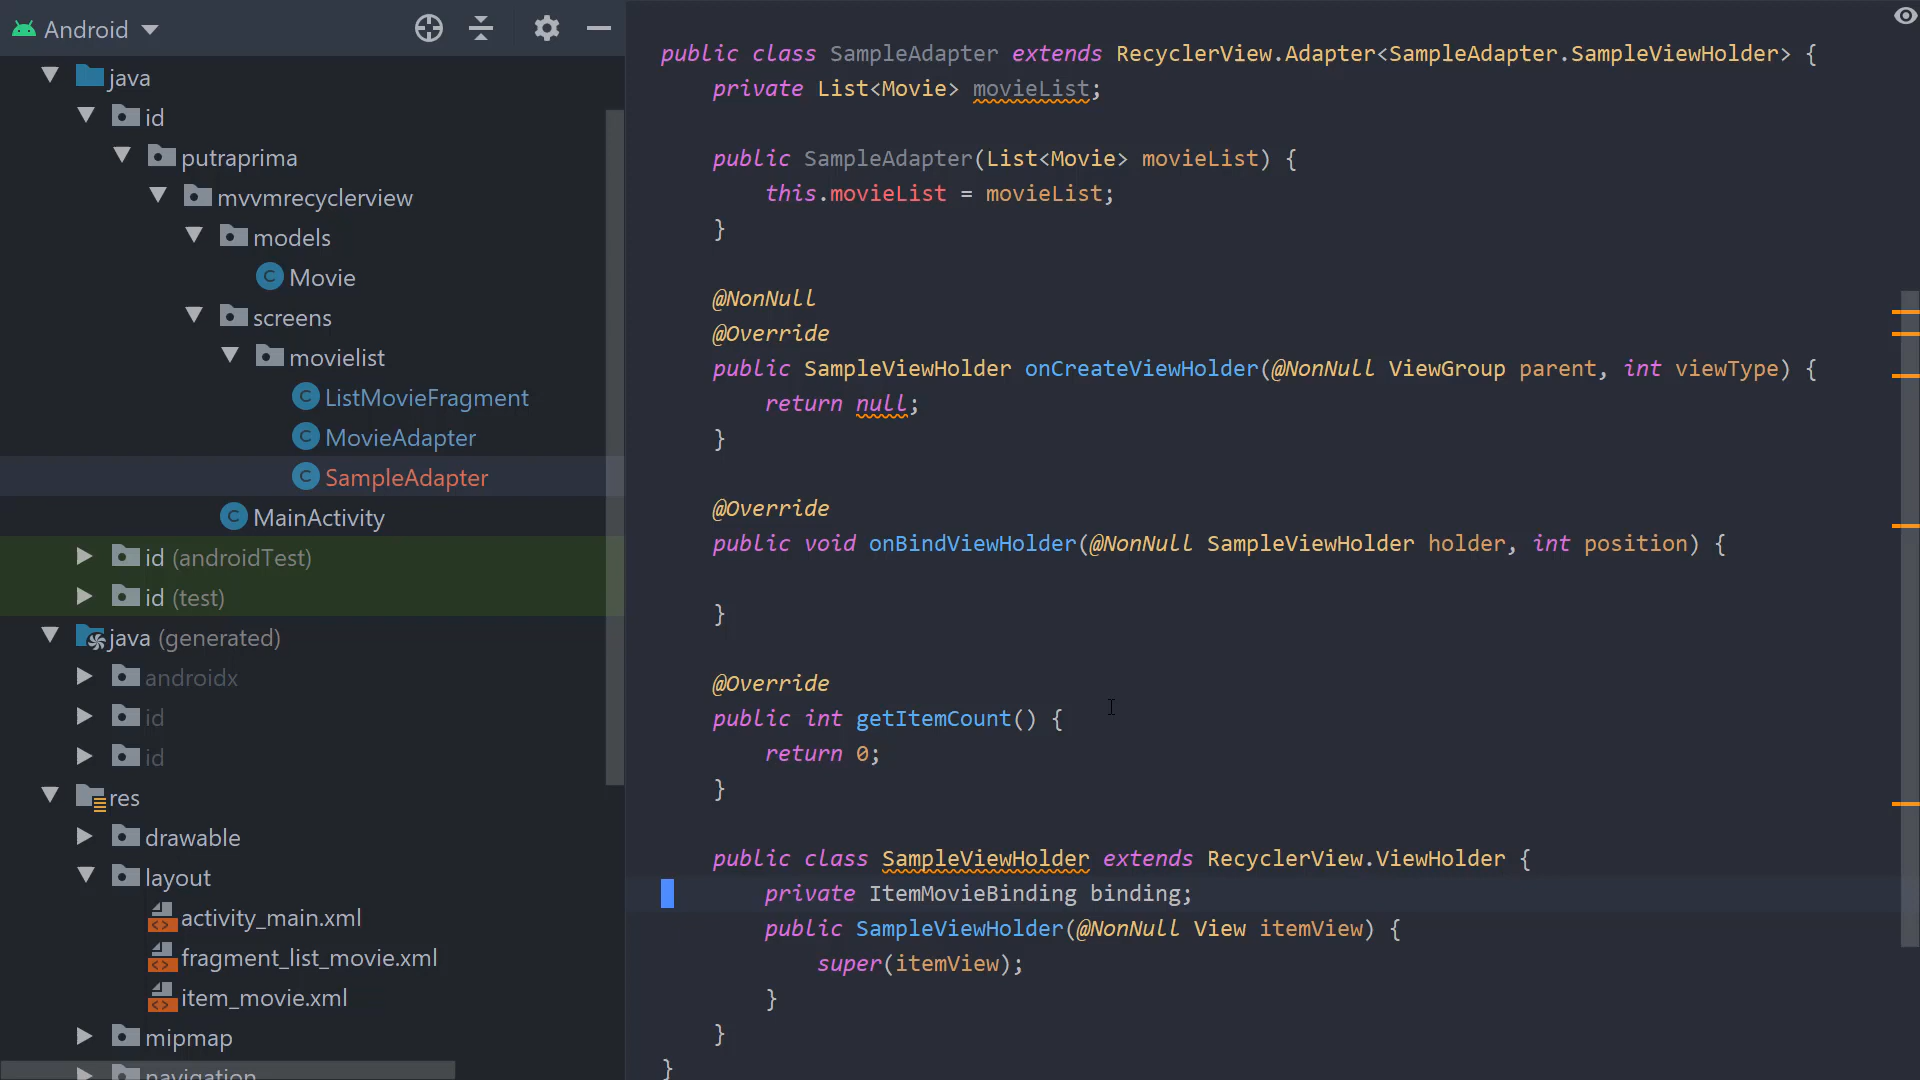 Android
java
id
putraprima
mvvmrecyclerview
models
Movie
screens
movielist
ListMovieFragment
MovieAdapter
SampleAdapter
MainActivity
id (androidTest)
id (test)
java (generated)
androidx
id
id
res
drawable
layout
activity_main.xml
fragment_list_movie.xml
item_movie.xml
mipmap
navigation
public class SampleAdapter extends RecyclerView.Adapter<SampleAdapter.SampleViewHolder> {
private List<Movie> movieList;
public SampleAdapter(List<Movie> movieList) {
this.movieList = movieList;
}
@NonNull
@Override
public SampleViewHolder onCreateViewHolder(@NonNull ViewGroup parent, int viewType) {
return null;
}
@Override
public void onBindViewHolder(@NonNull SampleViewHolder holder, int position) {
}
@Override
public int getItemCount() {
return 0;
}
public class SampleViewHolder extends RecyclerView.ViewHolder {
private ItemMovieBinding binding;
public SampleViewHolder(@NonNull View itemView) {
super(itemView);
}
}
}